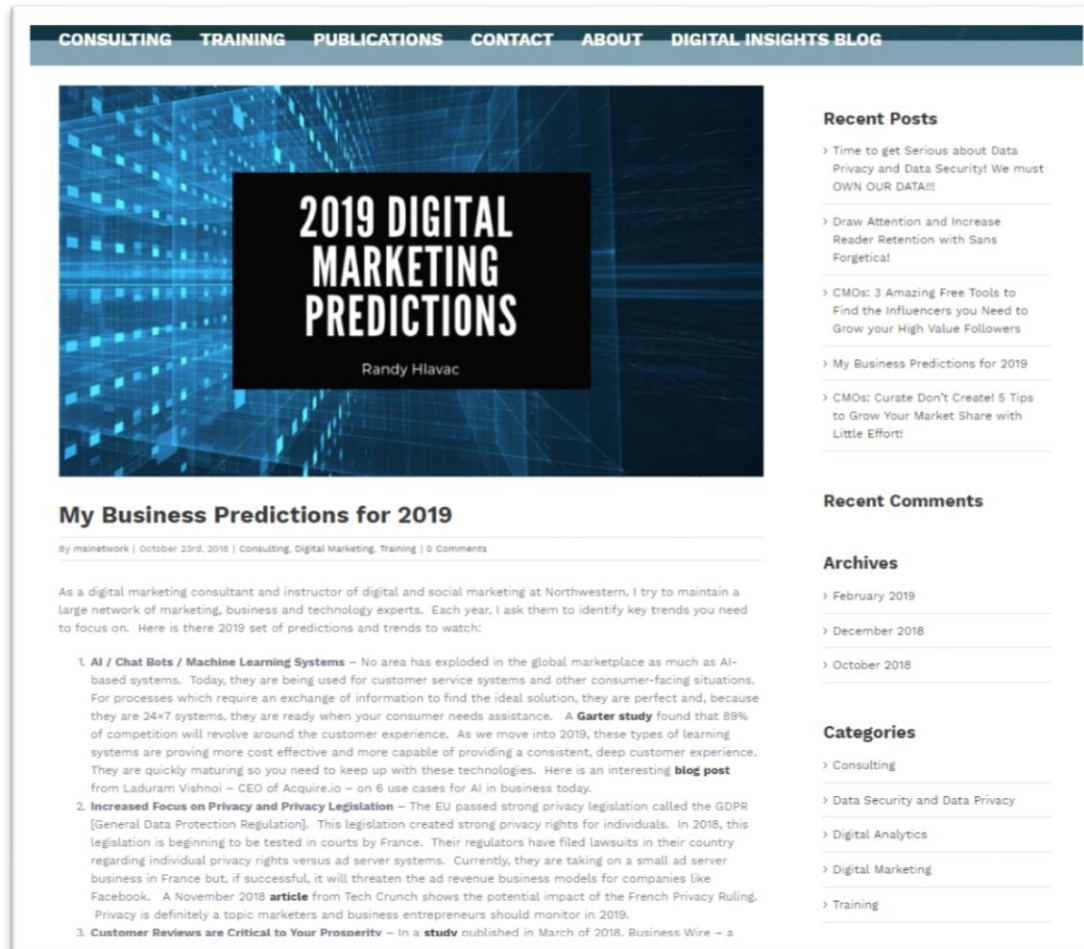 CONSULTING TRAINING PUBLICATIONS CONTACT ABOUT DIGITAL INSIGHTS BLOG
2019 DIGITAL
MARKETING
PREDICTIONS
Randy Hlavac
My Business Predictions for 2019
By msinetwork | October 23rd, 2018 | Consulting, Digital Marketing, Training | 0 Comments
As a digital marketing consultant and instructor of digital and social marketing at Northwestern, I try to maintain a
large network of marketing, business and technology experts. Each year, I ask them to identify key trends you need
to focus on. Here is there 2019 set of predictions and trends to watch:
1. AI / Chat Bots / Machine Learning Systems – No area has exploded in the global marketplace as much as AI-
based systems. Today, they are being used for customer service systems and other consumer-facing situations.
For processes which require an exchange of information to find the ideal solution, they are perfect and, because
they are 24×7 systems, they are ready when your consumer needs assistance. A Garter study found that 89%
of competition will revolve around the customer experience. As we move into 2019, these types of learning
systems are proving more cost effective and more capable of providing a consistent, deep customer experience.
They are quickly maturing so you need to keep up with these technologies. Here is an interesting blog post
from Laduram Vishnoi – CEO of Acquire.io – on 6 use cases for AI in business today.
2. Increased Focus on Privacy and Privacy Legislation – The EU passed strong privacy legislation called the GDPR
[General Data Protection Regulation]. This legislation created strong privacy rights for individuals. In 2018, this
legislation is beginning to be tested in courts by France. Their regulators have filed lawsuits in their country
regarding individual privacy rights versus ad server systems. Currently, they are taking on a small ad server
business in France but, if successful, it will threaten the ad revenue business models for companies like
Facebook. A November 2018 article from Tech Crunch shows the potential impact of the French Privacy Ruling.
Privacy is definitely a topic marketers and business entrepreneurs should monitor in 2019.
3. Customer Reviews are Critical to Your Prosperity – In a study published in March of 2018, Business Wire – a
Recent Posts
> Time to get Serious about Data
Privacy and Data Security! We must
OWN OUR DATA!!!
> Draw Attention and Increase
Reader Retention with Sans
Forgetica!
> CMOs: 3 Amazing Free Tools to
Find the Influencers you Need to
Grow your High Value Followers
> My Business Predictions for 2019
> CMOs: Curate Don't Create! 5 Tips
to Grow Your Market Share with
Little Effort!
Recent Comments
Archives
> February 2019
> December 2018
> October 2018
Categories
> Consulting
> Data Security and Data Privacy
> Digital Analytics
> Digital Marketing
> Training